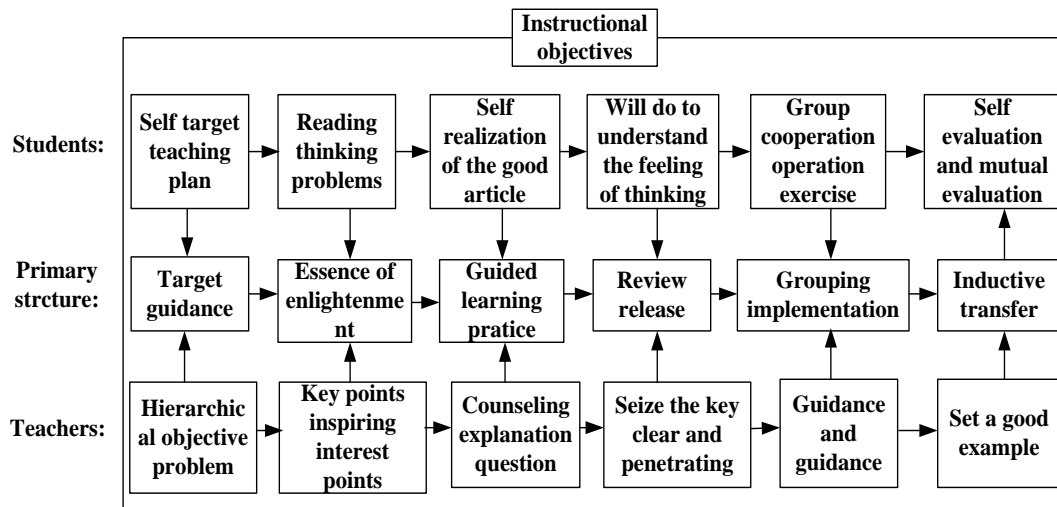 Instructional
objectives
Students:
Self target
teaching
plan
Reading
thinking
problems
Self
realization
of the good
article
Will do to
understand
the feeling
of thinking
Group
cooperation
operation
exercise
Self
evaluation
and mutual
evaluation
Primary
strcture:
Target
guidance
Essence of
enlightenme
nt
Guided
learning
pratice
Review
release
Grouping
implementation
Inductive
transfer
Teachers:
Hierarchic
al objective
problem
Key points
inspiring
interest
points
Counseling
explanation
question
Seize the key
clear and
penetrating
Guidance
and
guidance
Set a good
example